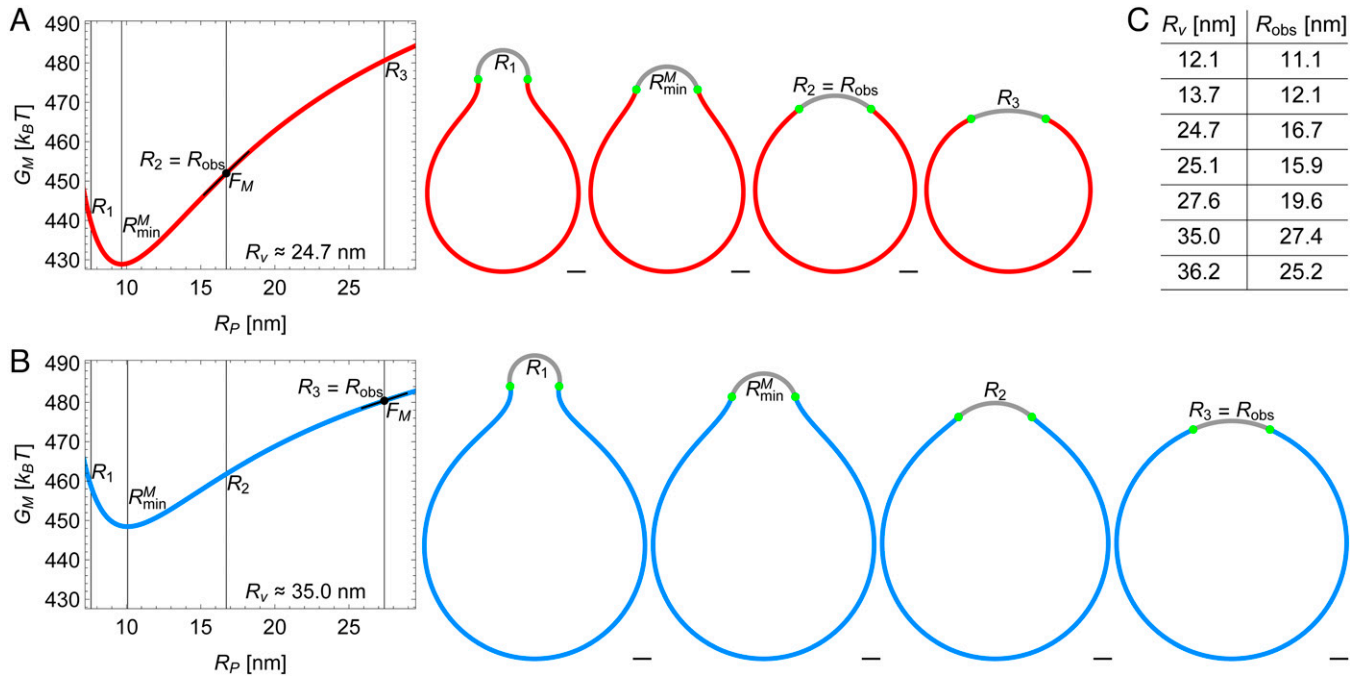 A
490
480
470
460
450
440
430
G_M [k_BT]
R_1
R^M_min
R_2 = R_obs
F_M
R_3
R_v ≈ 24.7 nm
10 15 20 25
R_P [nm]
R_1
R^M_min
R_2 = R_obs
R_3
C
R_v [nm] R_obs [nm]
12.1 11.1
13.7 12.1
24.7 16.7
25.1 15.9
27.6 19.6
35.0 27.4
36.2 25.2
B
490
480
470
460
450
440
430
G_M [k_BT]
R_1
R^M_min
R_2
R_3 = R_obs
F_M
R_v ≈ 35.0 nm
10 15 20 25
R_P [nm]
R_1
R^M_min
R_2
R_3 = R_obs